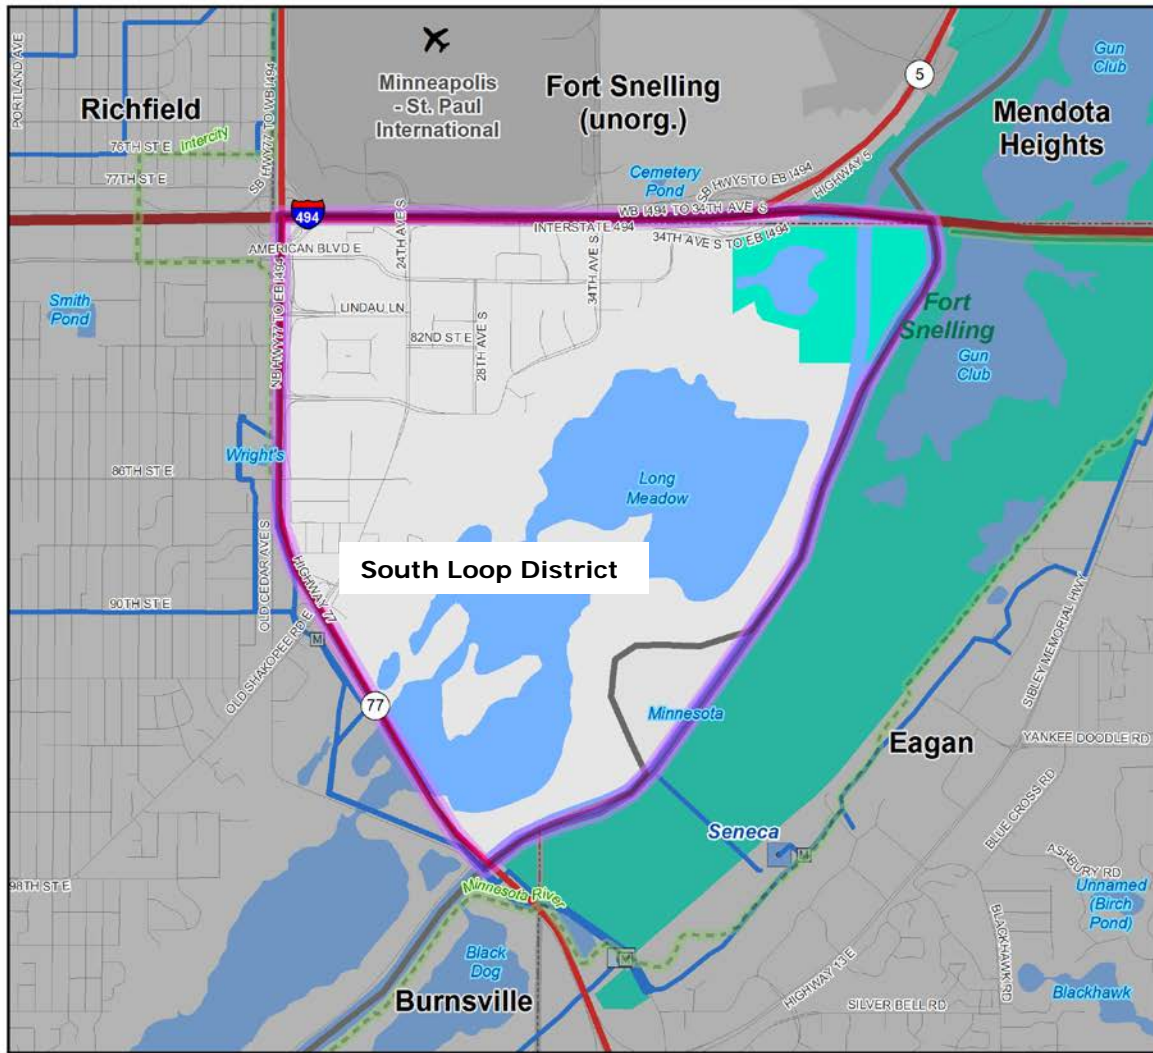 PORTLAND AVE
Richfield
76TH ST E
Intercity
77TH ST E
SB HWY77 TO WB I494
Minneapolis
- St. Paul
International
Fort Snelling
(unorg.)
5
Gun
Club
Mendota
Heights
Cemetery
Pond
SB HWY5 TO EB I494
HIGHWAY 5
494
WB I494 TO 34TH AVE S
INTERSTATE 494
34TH AVE S TO EB I494
AMERICAN BLVD E
24TH AVE S
34TH AVE S
NB HWY77 TO EB I494
LINDAU LN
82ND ST E
28TH AVE S
Smith
Pond
Fort
Snelling
Gun
Club
Wright's
86TH ST E
Long
Meadow
OLD CEDAR AVE S
HIGHWAY 77
South Loop District
90TH ST E
OLD SHAKOPEE RD E
M
77
Minnesota
SIBLEY MEMORIAL HWY
Eagan
YANKEE DOODLE RD
BLUE CROSS RD
Seneca
M
ASHBURY RD
98TH ST E
Minnesota River
Unnamed
(Birch
Pond)
BLACKHAWK RD
Black
Dog
M
HIGHWAY 13 E
Burnsville
SILVER BELL RD
Blackhawk